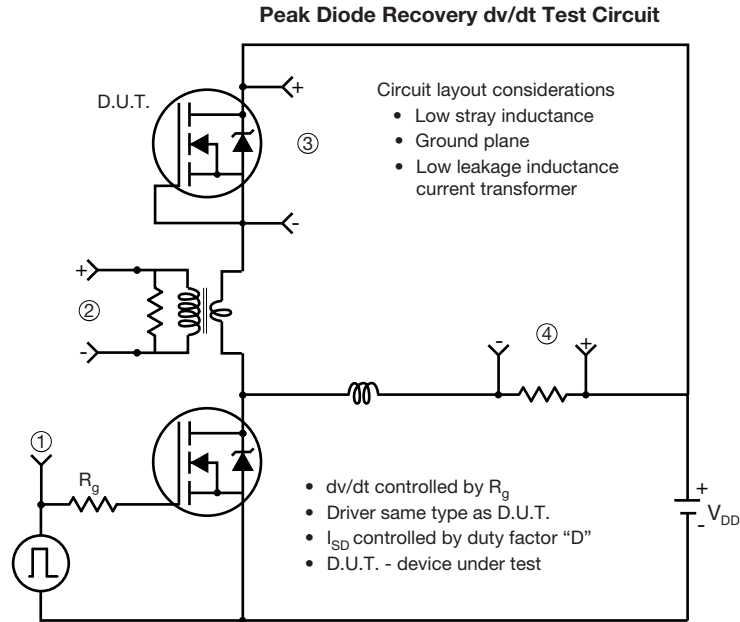 Peak Diode Recovery dv/dt Test Circuit
D.U.T.
+
Circuit layout considerations
• Low stray inductance
• Ground plane
• Low leakage inductance
current transformer
③
-
+
②
-
-
④
+
①
Rg
• dv/dt controlled by Rg
• Driver same type as D.U.T.
• ISD controlled by duty factor “D”
• D.U.T. - device under test
+
VDD
-